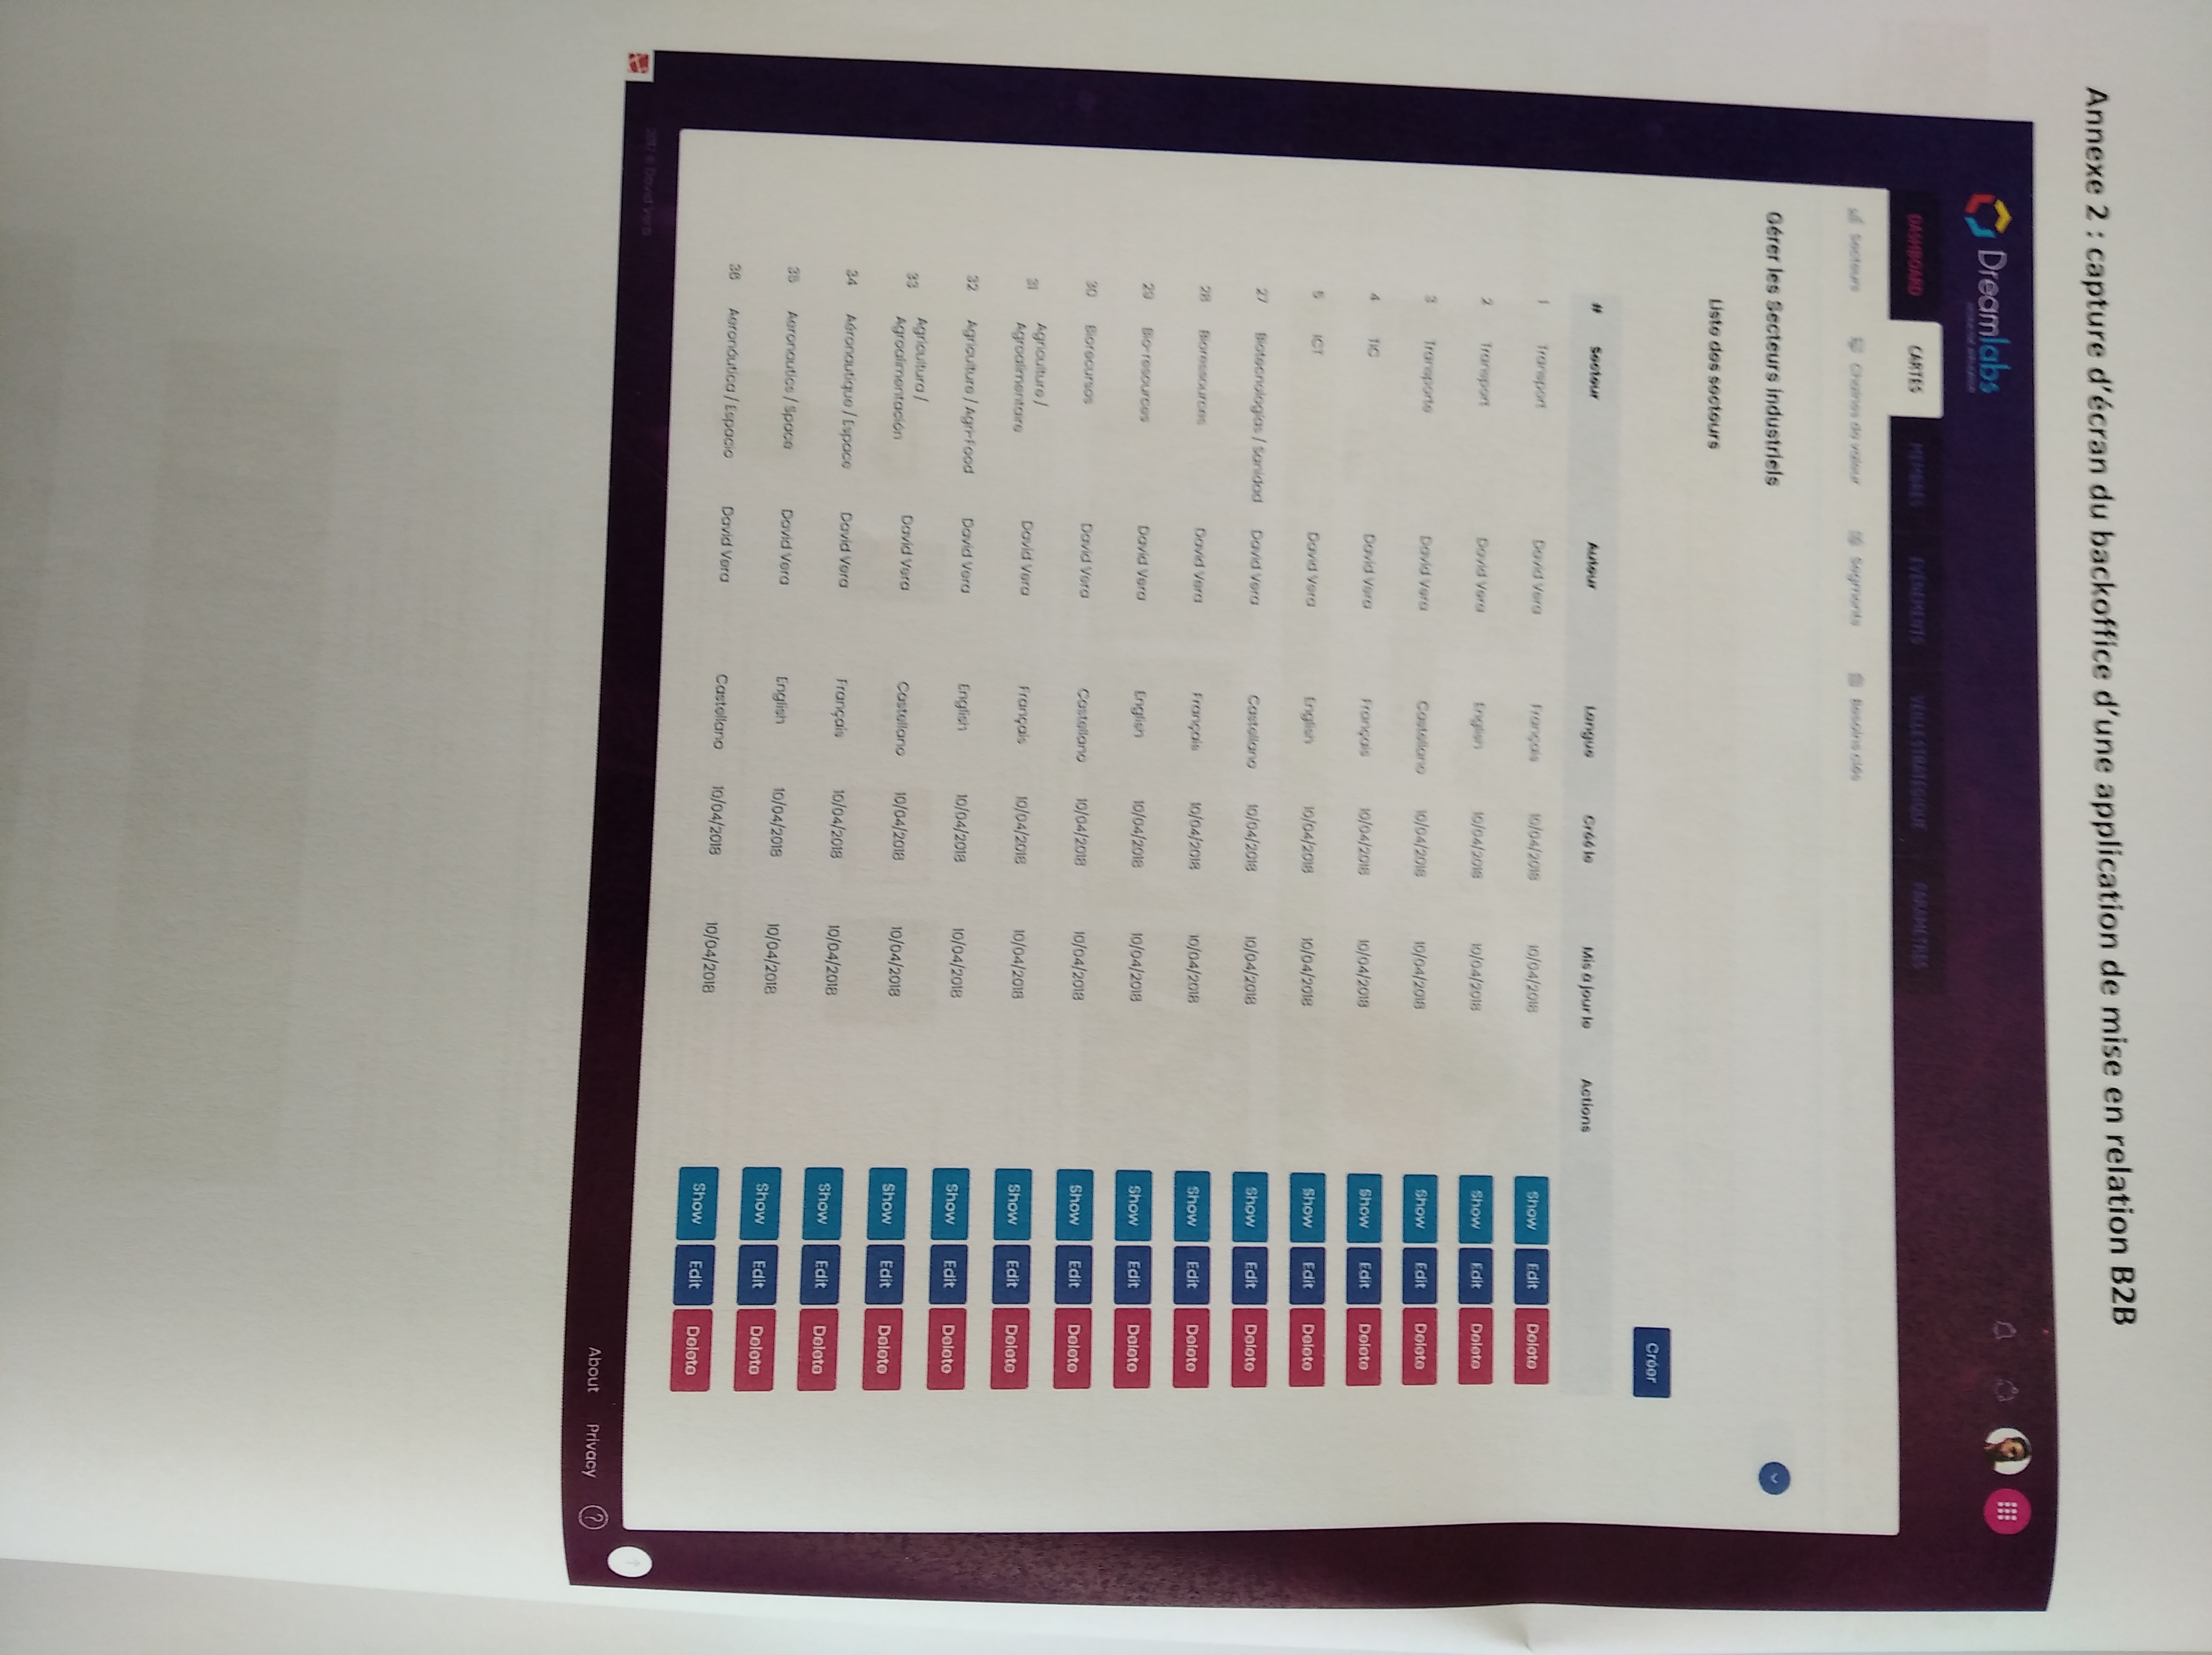 Annexe 2 : capture d'écran du backoffice d'une application de mise en relation B2B
Dreamlabs
DASHBOARD CARTES MEMBRES EVÉNEMENTS VEILLE STRATÉGIQUE PARAMÈTRES
Secteurs Chaînes de valeur Segments Besoins clés
Gérer les Secteurs Industriels
Liste des secteurs
Créer
# Secteur Auteur Langue Créé le Mis à jour le Actions
1 Transport David Vera Français 10/04/2018 10/04/2018 Show Edit Delete
2 Transport David Vera English 10/04/2018 10/04/2018 Show Edit Delete
3 Transporte David Vera Castellano 10/04/2018 10/04/2018 Show Edit Delete
4 TIC David Vera Français 10/04/2018 10/04/2018 Show Edit Delete
5 ICT David Vera English 10/04/2018 10/04/2018 Show Edit Delete
27 Biotecnologías / Sanidad David Vera Castellano 10/04/2018 10/04/2018 Show Edit Delete
28 Bioressources David Vera Français 10/04/2018 10/04/2018 Show Edit Delete
29 Bio-resources David Vera English 10/04/2018 10/04/2018 Show Edit Delete
30 Biorecursos David Vera Castellano 10/04/2018 10/04/2018 Show Edit Delete
31 Agriculture / Agroalimentaire David Vera Français 10/04/2018 10/04/2018 Show Edit Delete
32 Agriculture / Agri-Food David Vera English 10/04/2018 10/04/2018 Show Edit Delete
33 Agricultura / Agroalimentación David Vera Castellano 10/04/2018 10/04/2018 Show Edit Delete
34 Aéronautique / Espace David Vera Français 10/04/2018 10/04/2018 Show Edit Delete
35 Aeronautics / Space David Vera English 10/04/2018 10/04/2018 Show Edit Delete
36 Aeronáutica / Espacio David Vera Castellano 10/04/2018 10/04/2018 Show Edit Delete
2017 © David Vera
About Privacy ?